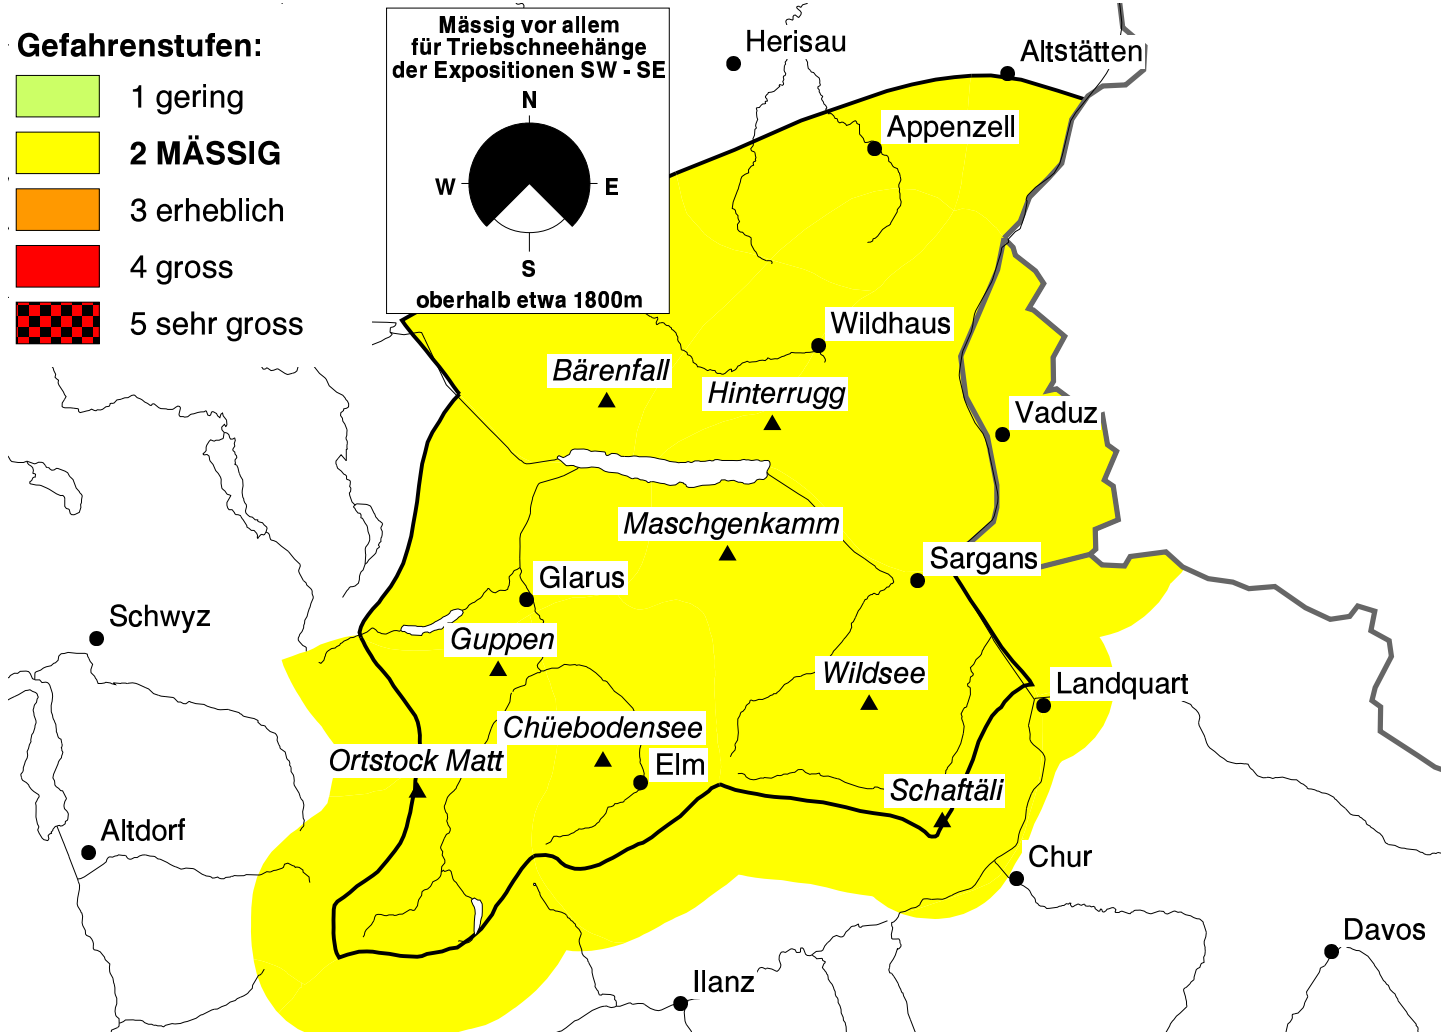 Gefahrenstufen:
1 gering
2 MÄSSIG
3 erheblich
4 gross
5 sehr gross
Mässig vor allem
für Triebschneehänge
der Expositionen SW - SE
N
W
E
S
oberhalb etwa 1800m
Herisau
Altstätten
Appenzell
Wildhaus
Bärenfall
Hinterrugg
Vaduz
Maschgenkamm
Sargans
Glarus
Schwyz
Guppen
Wildsee
Landquart
Chüebodensee
Ortstock Matt
Elm
Schaftäli
Altdorf
Chur
Davos
Ilanz